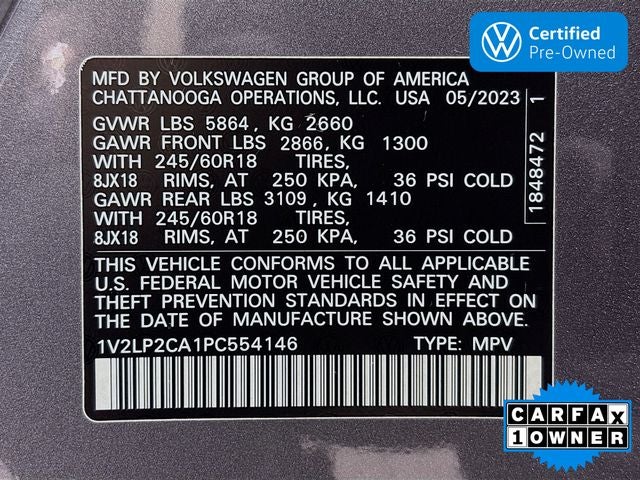 Certified
Pre-Owned
MFD BY VOLKSWAGEN GROUP OF AMERICA
CHATTANOOGA OPERATIONS, LLC. USA 05/2023
GVWR LBS 5864, KG 2660
GAWR FRONT LBS 2866, KG 1300
WITH 245/60R18 TIRES,
8JX18 RIMS, AT 250 KPA, 36 PSI COLD
GAWR REAR LBS 3109, KG 1410
WITH 245/60R18 TIRES,
8JX18 RIMS, AT 250 KPA, 36 PSI COLD
1848472 1
THIS VEHICLE CONFORMS TO ALL APPLICABLE
U.S. FEDERAL MOTOR VEHICLE SAFETY AND
THEFT PREVENTION STANDARDS IN EFFECT ON
THE DATE OF MANUFACTURE SHOWN ABOVE.
1V2LP2CA1PC554146 TYPE: MPV
CARFAX
1 OWNER